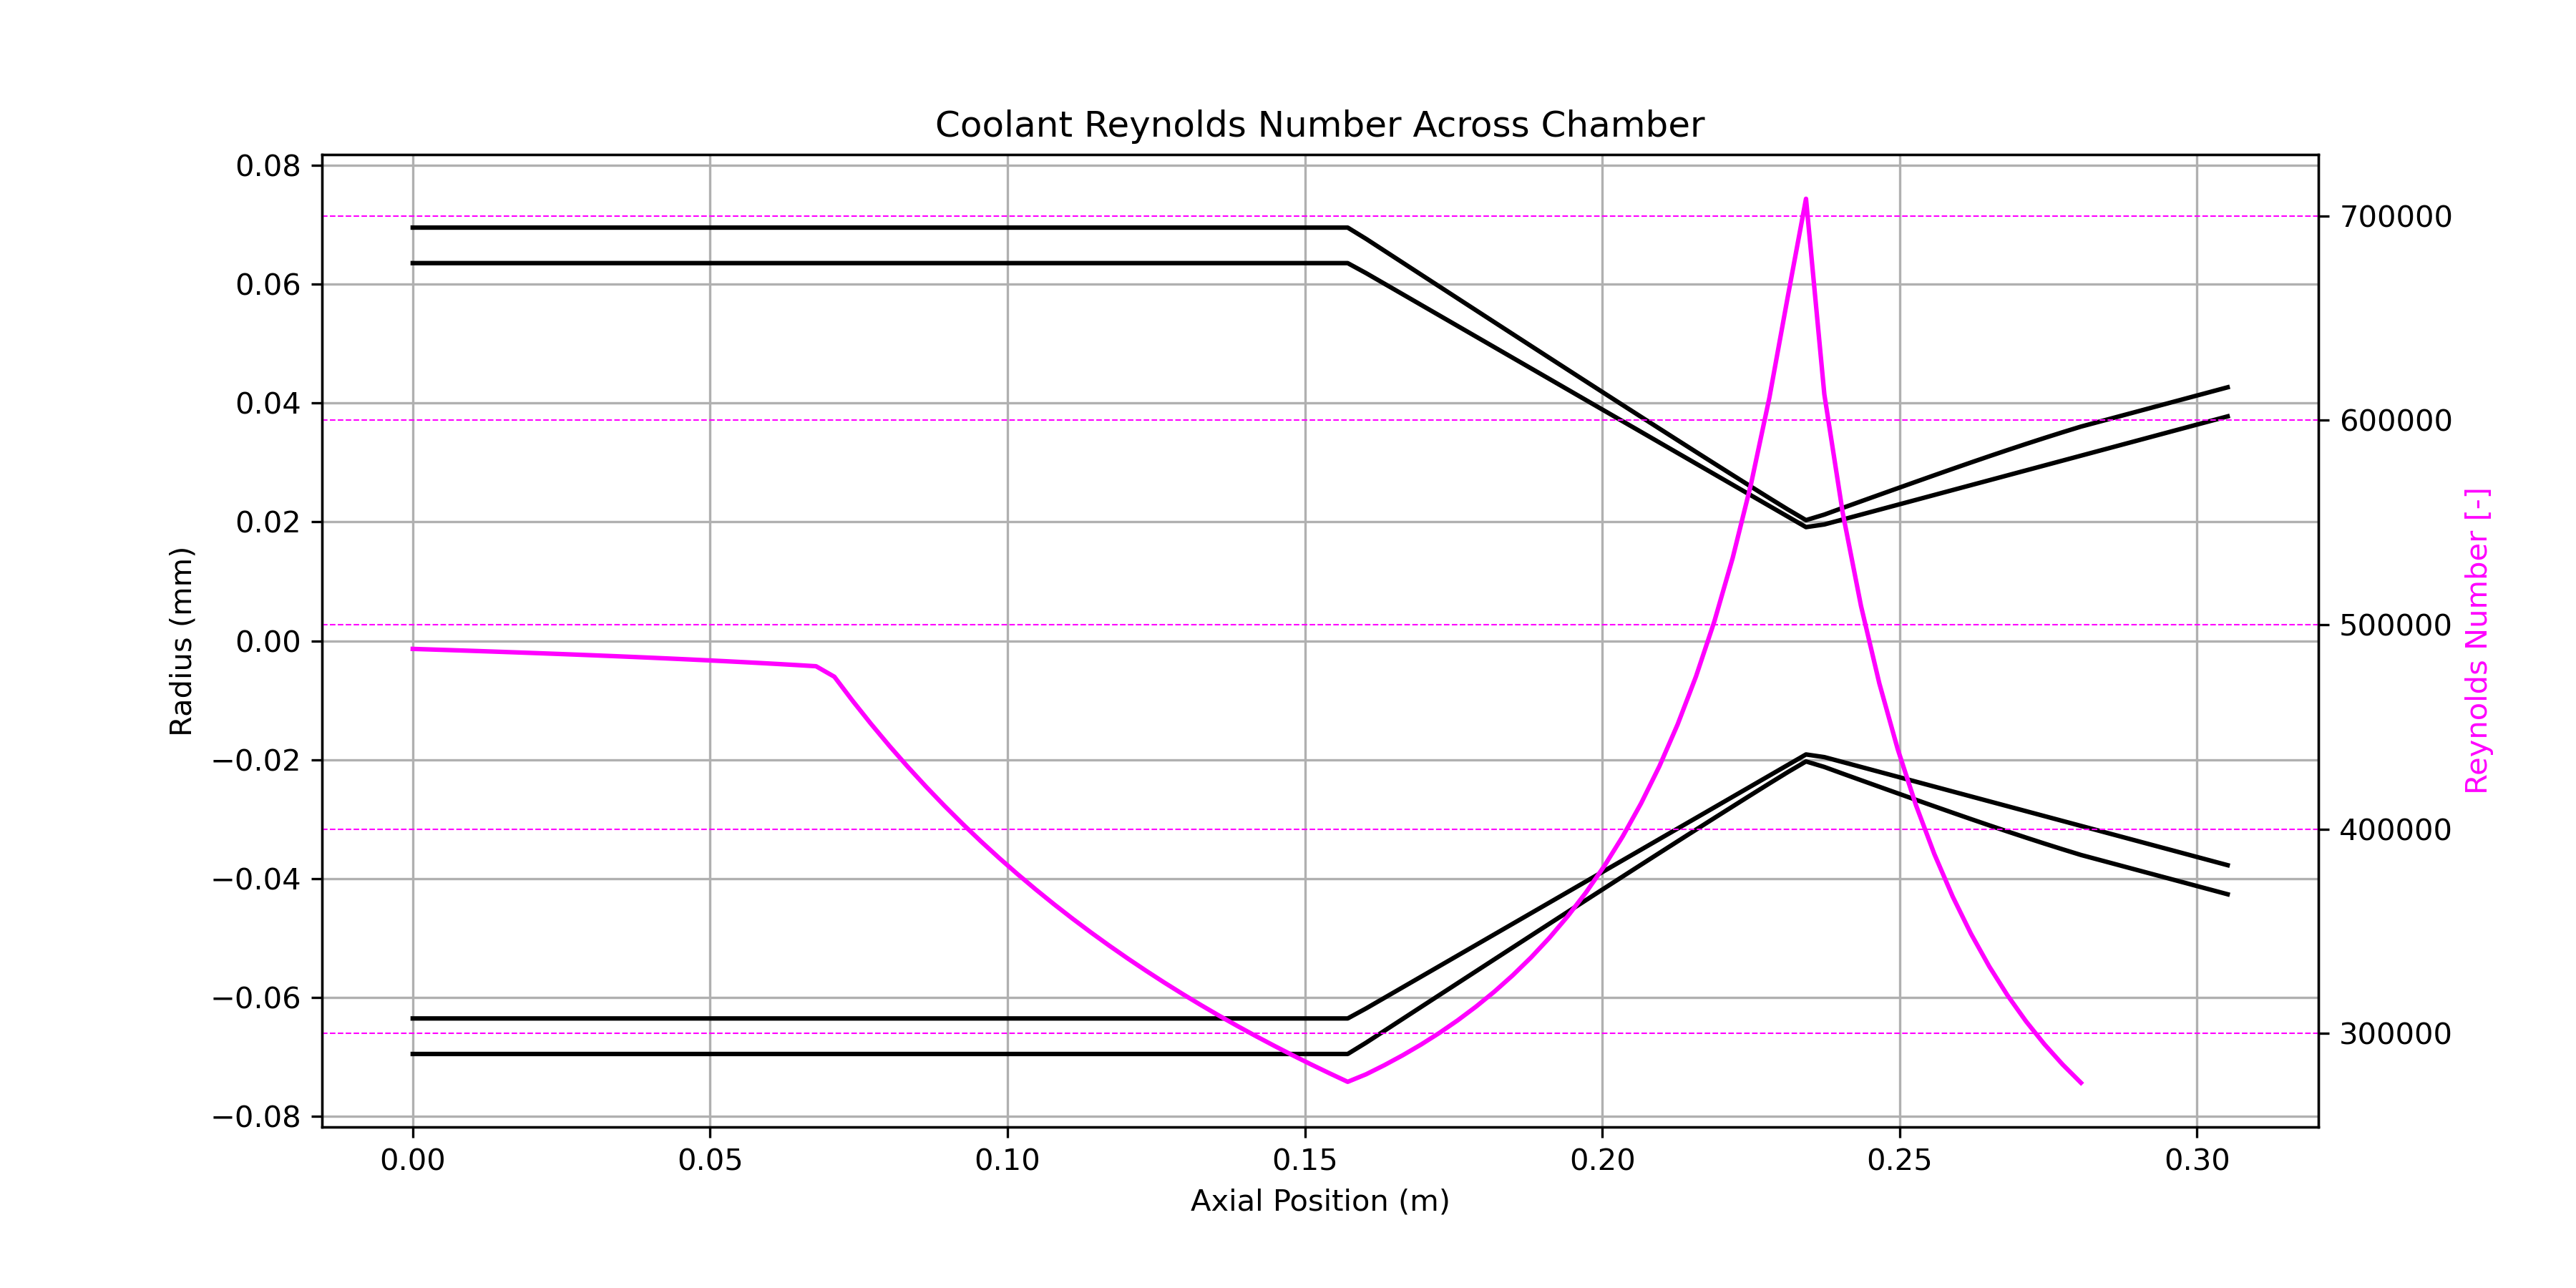 Coolant Reynolds Number Across Chamber
0.08
0.06
0.04
0.02
0.00
−0.02
−0.04
−0.06
−0.08
Radius (mm)
0.00 0.05 0.10 0.15 0.20 0.25 0.30
Axial Position (m)
700000
600000
500000
400000
300000
Reynolds Number [-]